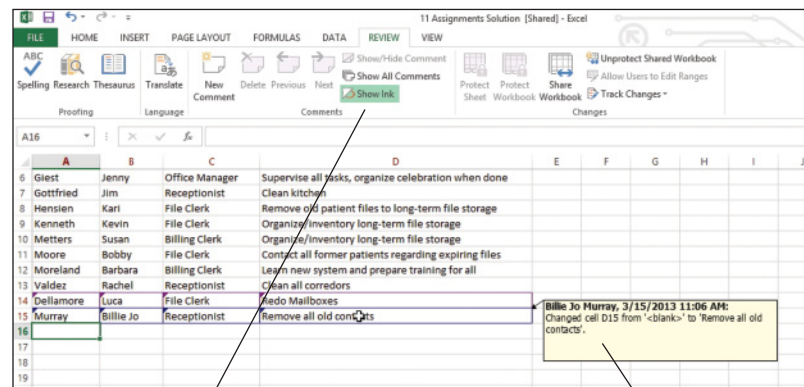 11 Assignments Solution [Shared] - Excel
FILE HOME INSERT PAGE LAYOUT FORMULAS DATA REVIEW VIEW
ABC
Spelling Research Thesaurus
Translate
New Comment
Delete Previous Next
Show/Hide Comment
Show All Comments
Show Ink
Protect Sheet
Protect Workbook
Share Workbook
Unprotect Shared Workbook
Allow Users to Edit Ranges
Track Changes
Proofing Language Comments Changes
A16 fx
A B C D E F G H I J
6 Giest Jenny Office Manager Supervise all tasks, organize celebration when done
7 Gottfried Jim Receptionist Clean kitchen
8 Hensien Kari File Clerk Remove old patient files to long-term file storage
9 Kenneth Kevin File Clerk Organize/inventory long-term file storage
10 Metters Susan Billing Clerk Organize/inventory long-term file storage
11 Moore Bobby File Clerk Contact all former patients regarding expiring files
12 Moreland Barbara Billing Clerk Learn new system and prepare training for all
13 Valdez Rachel Receptionist Clean all corredors
14 Dellamore Luca File Clerk Redo Mailboxes
15 Murray Billie Jo Receptionist Remove all old contacts
16
17
18
19
Billie Jo Murray, 3/15/2013 11:06 AM:
Changed cell D15 from '<blank>' to 'Remove all old
contacts'.